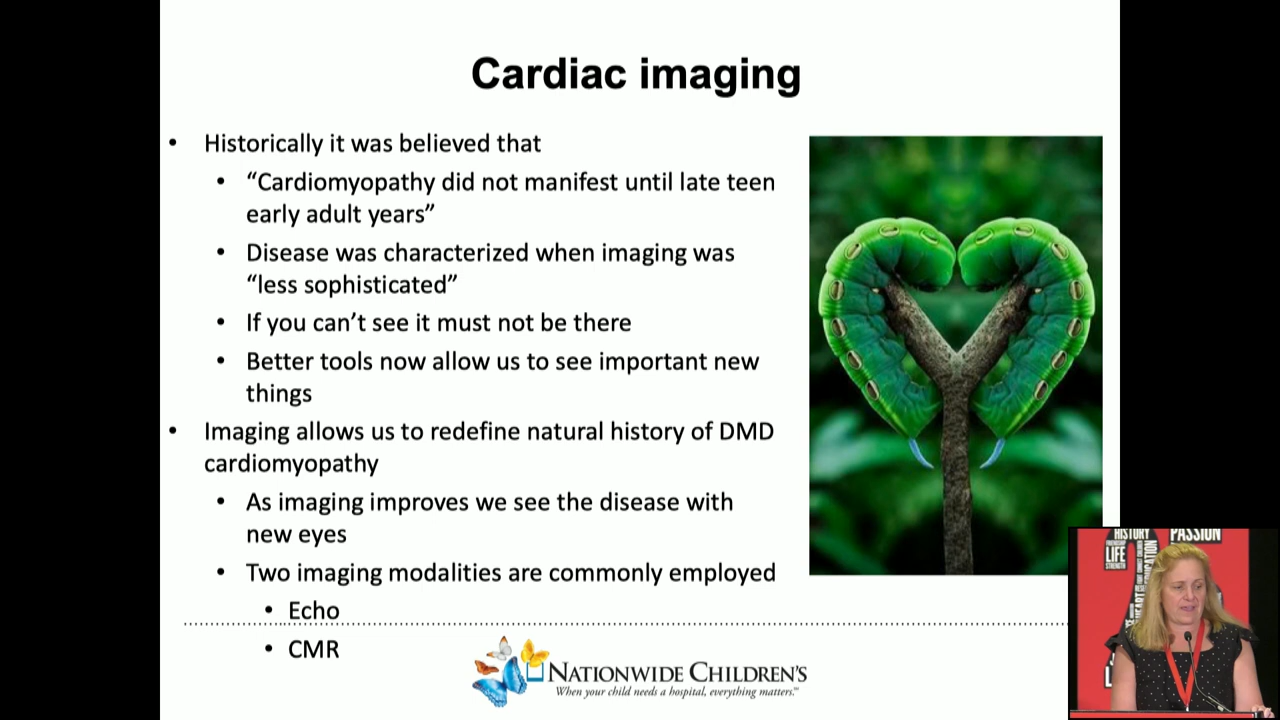 Cardiac imaging
• Historically it was believed that
• “Cardiomyopathy did not manifest until late teen
early adult years”
• Disease was characterized when imaging was
“less sophisticated”
• If you can’t see it must not be there
• Better tools now allow us to see important new
things
• Imaging allows us to redefine natural history of DMD
cardiomyopathy
• As imaging improves we see the disease with
new eyes
• Two imaging modalities are commonly employed
• Echo
• CMR
NATIONWIDE CHILDREN'S
When your child needs a hospital, everything matters.℠
HISTORY
PASSION
LIFE
STRENGTH
HEART